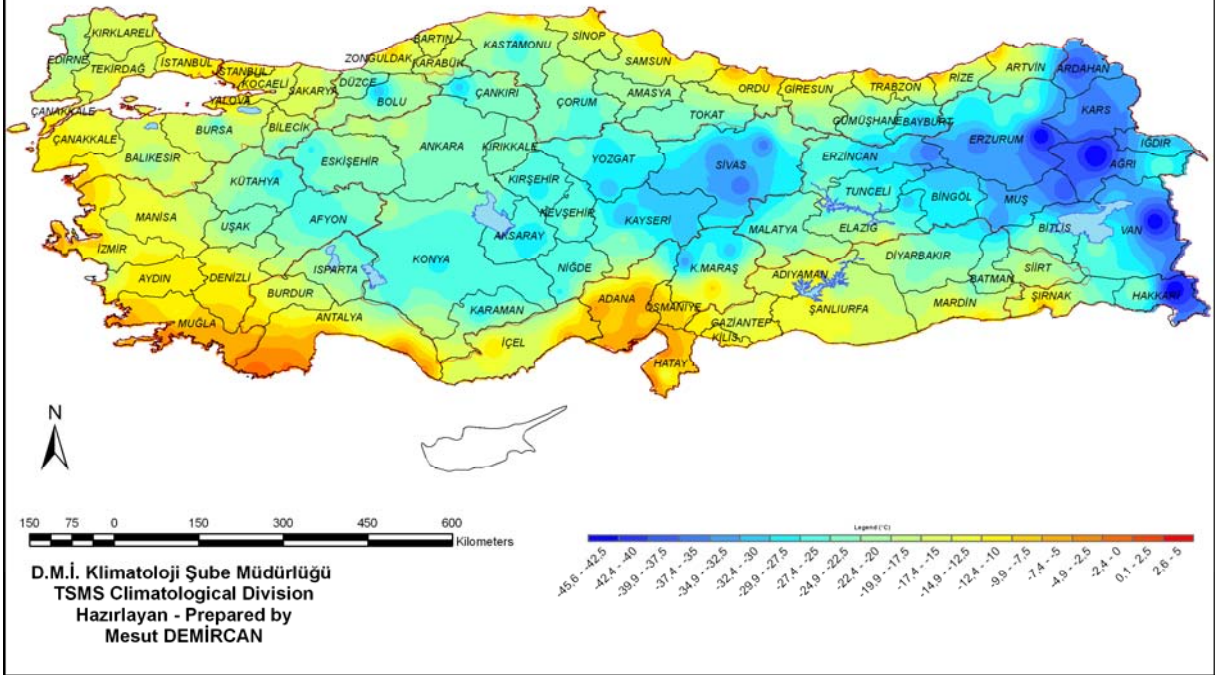 KIRKLARELİ
EDİRNE
TEKİRDAĞ
İSTANBUL
İSTANBUL
KOCAELİ
YALOVA
SAKARYA
DÜZCE
ZONGULDAK
BARTIN
KARABÜK
KASTAMONU
SİNOP
SAMSUN
ORDU
GİRESUN
TRABZON
RİZE
ARTVİN
ARDAHAN
KARS
ÇANAKKALE
ÇANAKKALE
BALIKESİR
BURSA
BİLECİK
BOLU
ÇANKIRI
ÇORUM
AMASYA
TOKAT
GÜMÜŞHANE
BAYBURT
ERZURUM
IĞDIR
AĞRI
KÜTAHYA
ESKİŞEHİR
ANKARA
KIRIKKALE
YOZGAT
SİVAS
ERZİNCAN
TUNCELİ
BİNGÖL
MUŞ
MANİSA
UŞAK
AFYON
KIRŞEHİR
NEVŞEHİR
AKSARAY
KAYSERİ
MALATYA
ELAZIĞ
BİTLİS
VAN
İZMİR
AYDIN
DENİZLİ
ISPARTA
BURDUR
KONYA
NİĞDE
K.MARAŞ
ADIYAMAN
DİYARBAKIR
BATMAN
SİİRT
ŞIRNAK
HAKKARİ
MUĞLA
ANTALYA
KARAMAN
İÇEL
ADANA
OSMANİYE
GAZİANTEP
KİLİS
ŞANLIURFA
MARDİN
HATAY
N
150 75 0 150 300 450 600
Kilometers
D.M.İ. Klimatoloji Şube Müdürlüğü
TSMS Climatological Division
Hazırlayan - Prepared by
Mesut DEMİRCAN
Legend (°C)
-45,6 - -42,5
-42,4 - -40
-39,9 - -37,5
-37,4 - -35
-34,9 - -32,5
-32,4 - -30
-29,9 - -27,5
-27,4 - -25
-24,9 - -22,5
-22,4 - -20
-19,9 - -17,5
-17,4 - -15
-14,9 - -12,5
-12,4 - -10
-9,9 - -7,5
-7,4 - -5
-4,9 - -2,5
-2,4 - 0
0,1 - 2,5
2,6 - 5